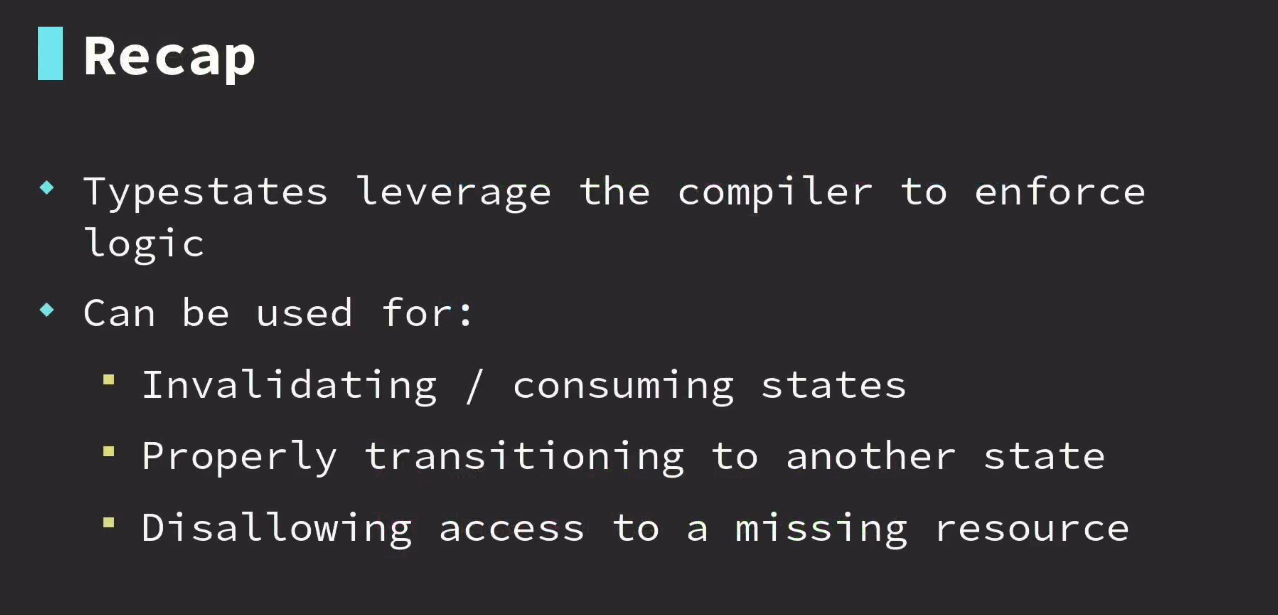 Recap
Typestates leverage the compiler to enforce
logic
Can be used for:
Invalidating / consuming states
Properly transitioning to another state
Disallowing access to a missing resource